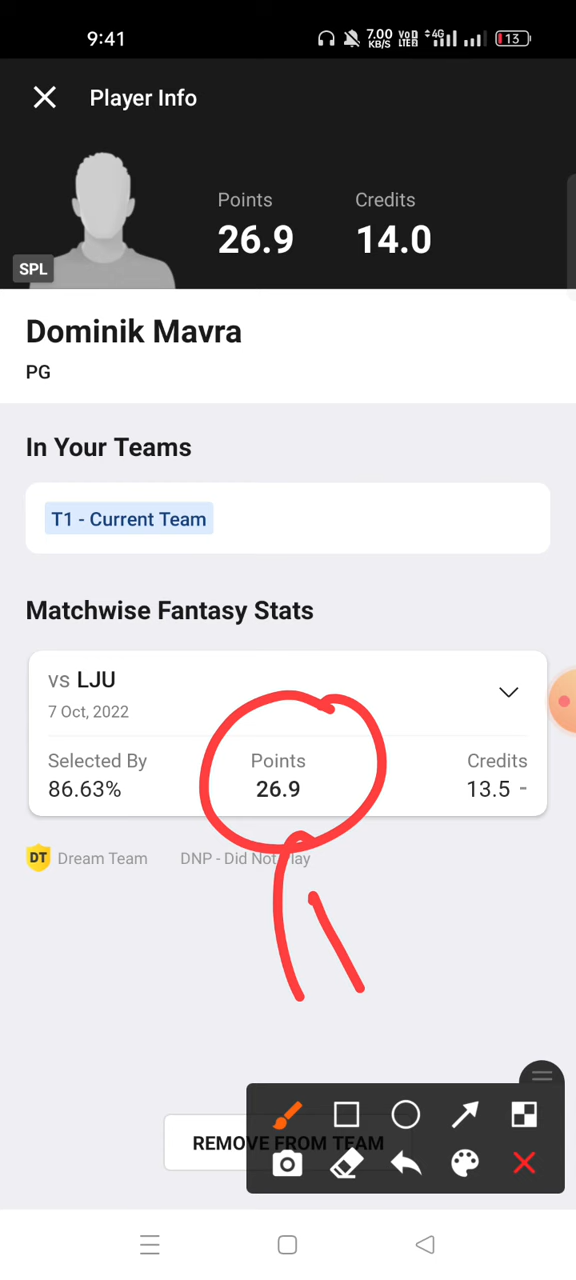 9:41
7.00 KB/S VoD LTE 4G 13
Player Info
Points Credits
26.9 14.0
SPL
Dominik Mavra
PG
In Your Teams
T1 - Current Team
Matchwise Fantasy Stats
vs LJU
7 Oct, 2022
Selected By Points Credits
86.63% 26.9 13.5 -
DT Dream Team DNP - Did Not Play
REMOVE FROM TEAM